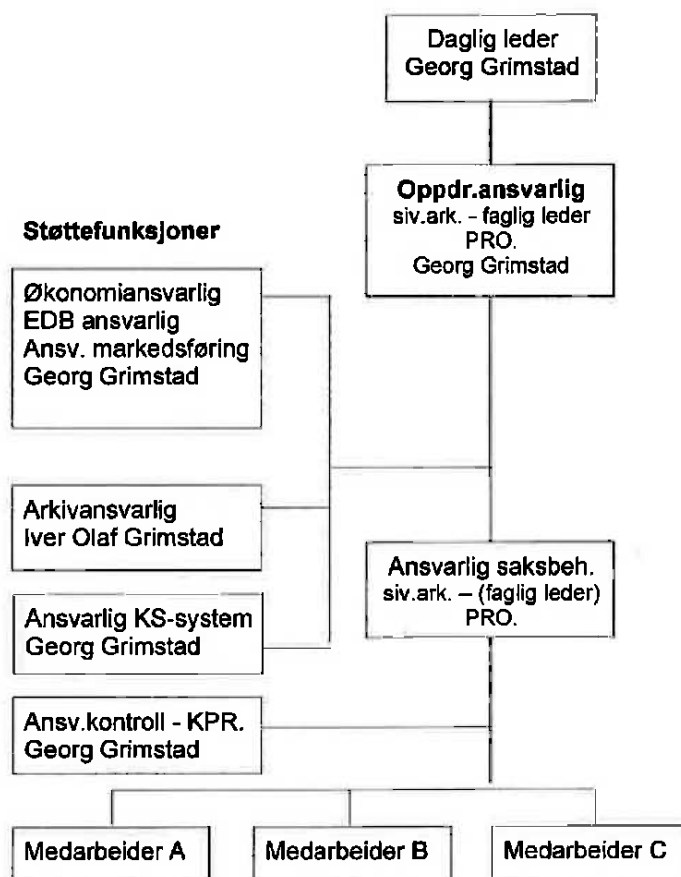 Daglig leder
Georg Grimstad
Oppdr.ansvarlig
siv.ark. - faglig leder
PRO.
Georg Grimstad
Støttefunksjoner
Økonomiansvarlig
EDB ansvarlig
Ansv. markedsføring
Georg Grimstad
Arkivansvarlig
Iver Olaf Grimstad
Ansvarlig saksbeh.
siv.ark. – (faglig leder)
PRO.
Ansvarlig KS-system
Georg Grimstad
Ansv.kontroll - KPR.
Georg Grimstad
Medarbeider A
Medarbeider B
Medarbeider C